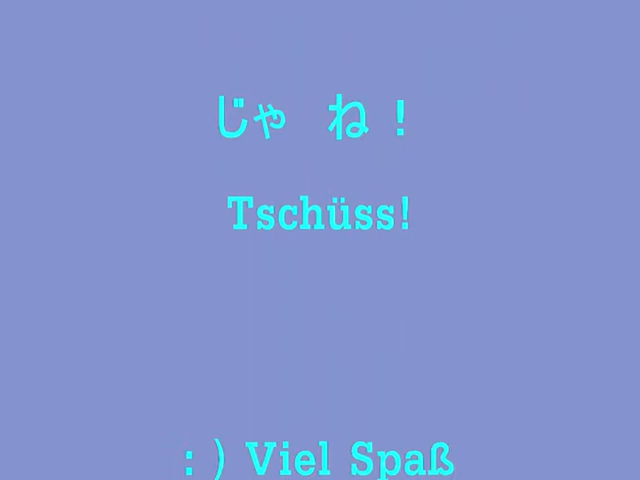 じゃ ね！
Tschüss!
: ) Viel Spaß